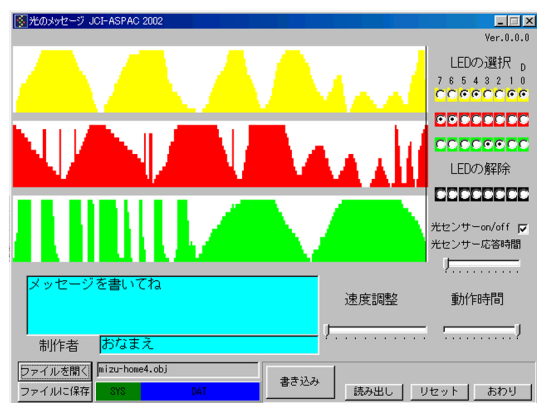 光のメッセージ JCI-ASPAC 2002
Ver.0.0.0
LEDの選択 D
7 6 5 4 3 2 1 0
LEDの解除
光センサーon/off
光センサー応答時間
メッセージを書いてね
速度調整
動作時間
制作者
おなまえ
ファイルを開く
mizu-home4.obj
ファイルに保存
SYS
DAT
書き込み
読み出し
リセット
おわり